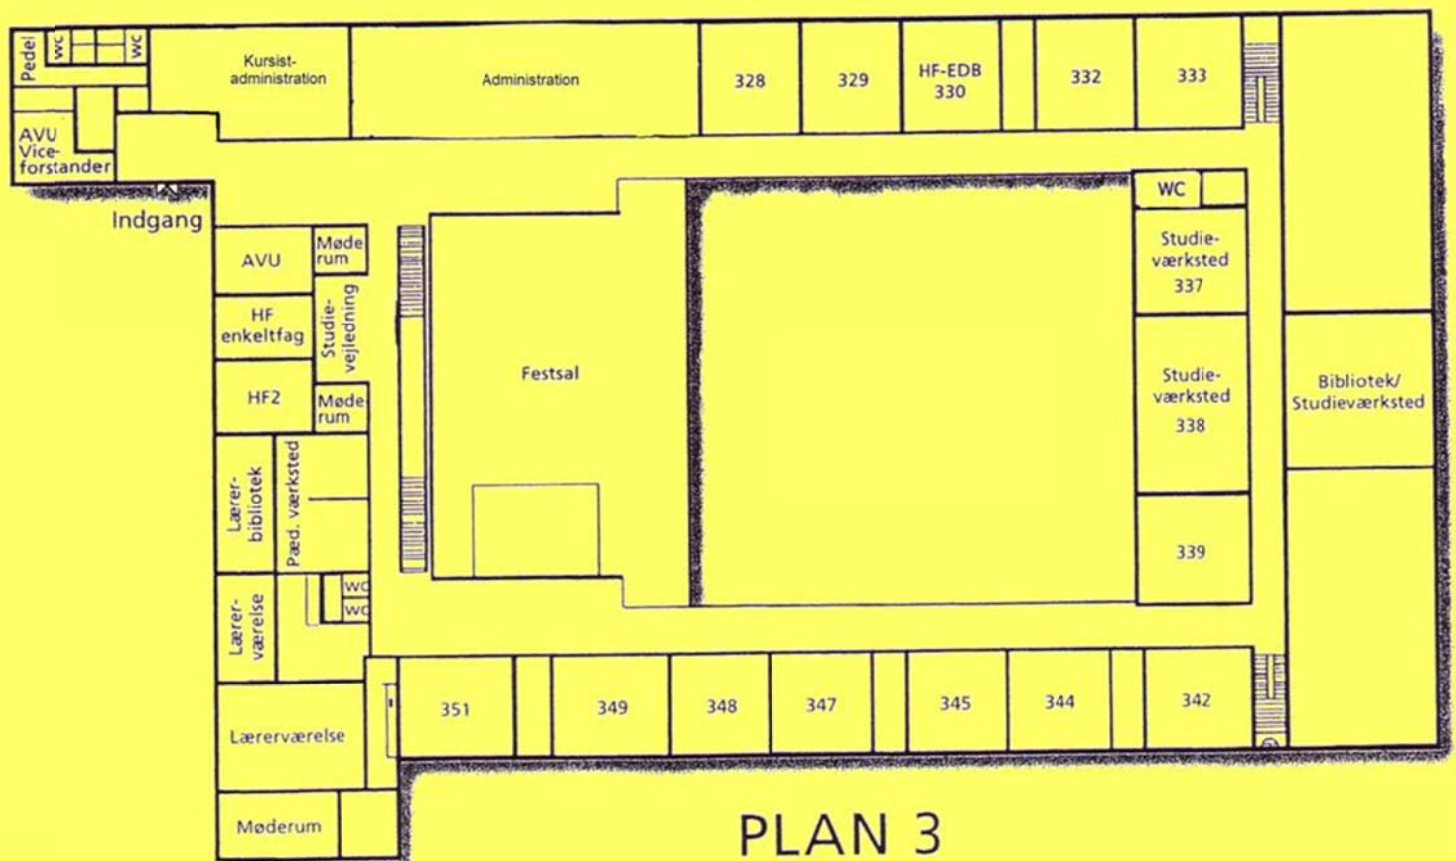 Pedel
WC
WC
Kursist-
administration
Administration
328
329
HF-EDB
330
332
333
AVU
Vice-
forstander
Indgang
WC
AVU
Møde
rum
Studie-
værksted
337
HF
enkeltfag
Studie-
vejledning
HF2
Møde
rum
Festsal
Studie-
værksted
338
Bibliotek/
Studieværksted
Lærer-
bibliotek
Pæd. værksted
339
Lærer-
værelse
WC
WC
351
349
348
347
345
344
342
Lærerværelse
Møderum
PLAN 3